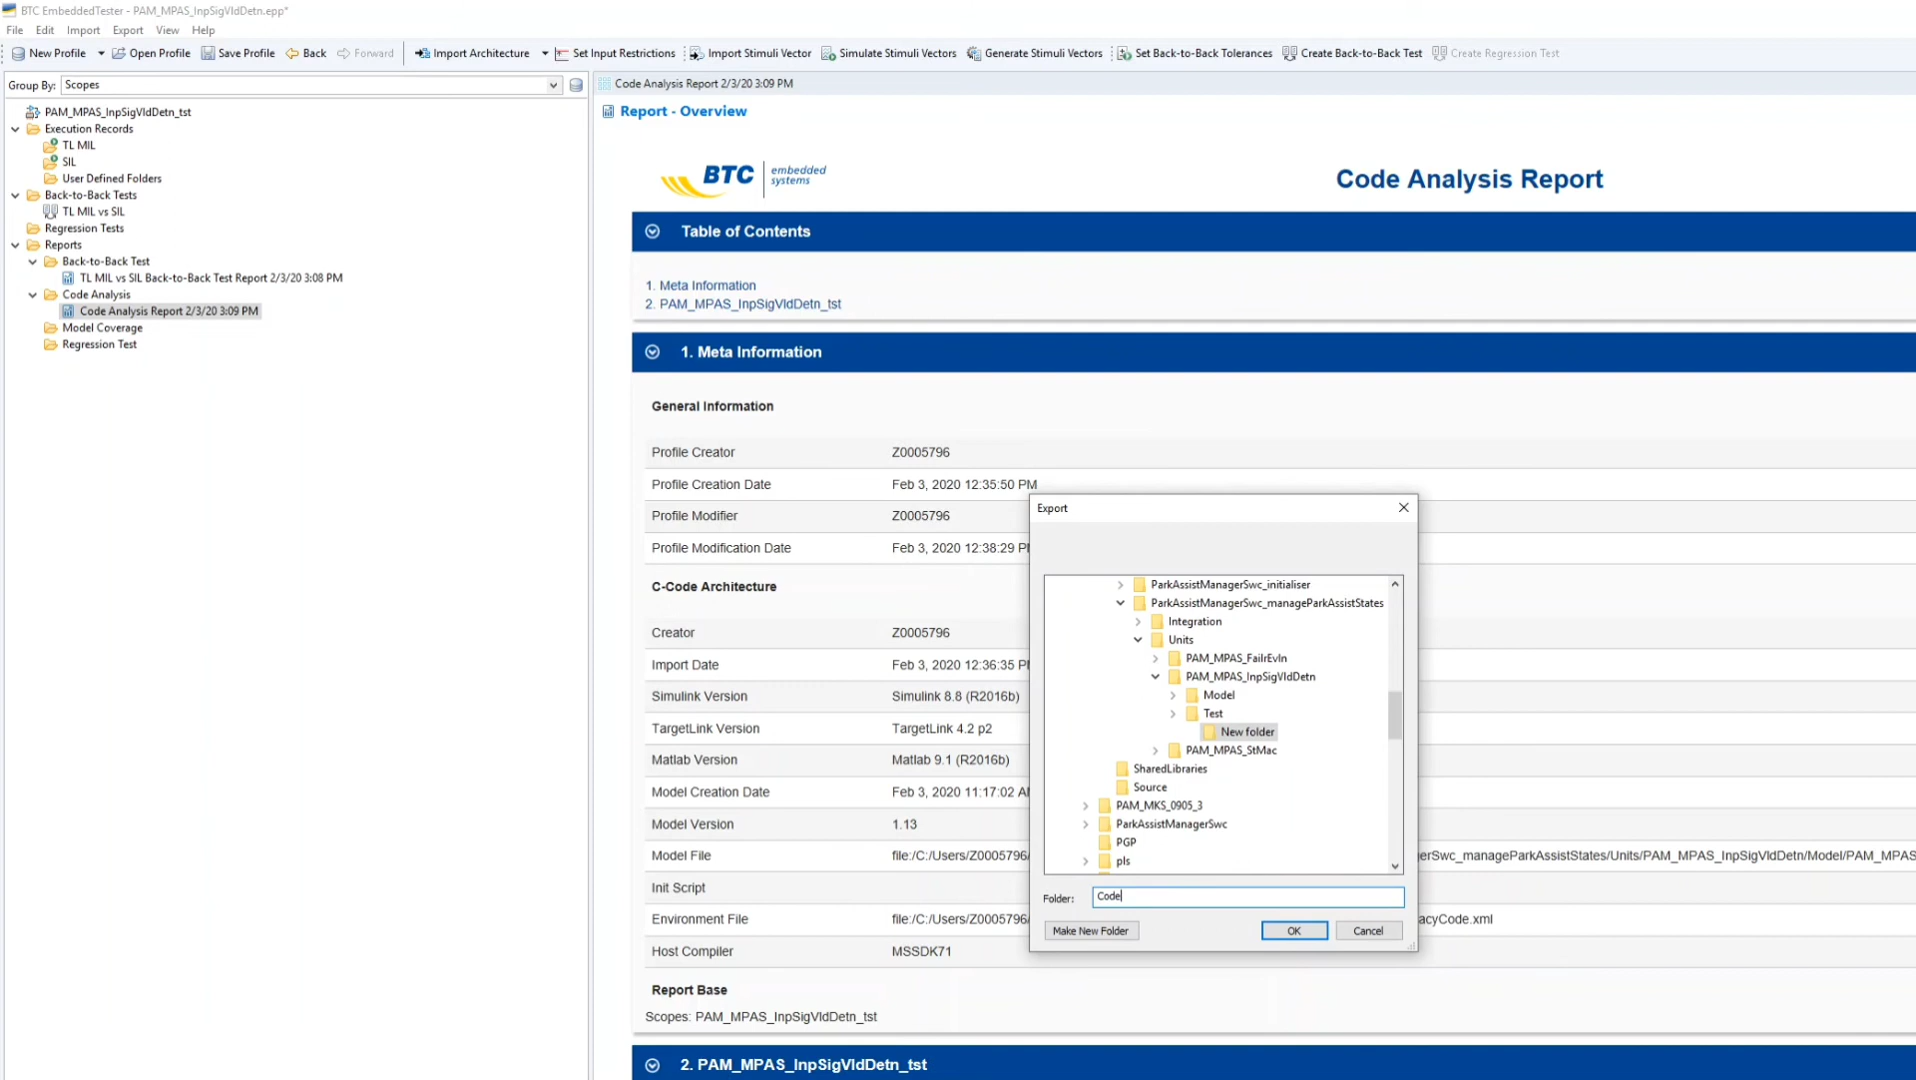 BTC EmbeddedTester - PAM_MPAS_InpSigVldDetn.epp*
File Edit Import Export View Help
New Profile Open Profile Save Profile Back Forward Import Architecture Set Input Restrictions Import Stimuli Vector Simulate Stimuli Vectors Generate Stimuli Vectors Set Back-to-Back Tolerances Create Back-to-Back Test Create Regression Test
Group By: Scopes
PAM_MPAS_InpSigVldDetn_tst
Execution Records
TL MIL
SIL
User Defined Folders
Back-to-Back Tests
TL MIL vs SIL
Regression Tests
Reports
Back-to-Back Test
TL MIL vs SIL Back-to-Back Test Report 2/3/20 3:08 PM
Code Analysis
Code Analysis Report 2/3/20 3:09 PM
Model Coverage
Regression Test
Code Analysis Report 2/3/20 3:09 PM
Report - Overview
BTC embedded systems
Code Analysis Report
Table of Contents
1. Meta Information
2. PAM_MPAS_InpSigVldDetn_tst
1. Meta Information
General Information
Profile Creator Z0005796
Profile Creation Date Feb 3, 2020 12:35:50 PM
Profile Modifier Z0005796
Profile Modification Date Feb 3, 2020 12:38:29 P
C-Code Architecture
Creator Z0005796
Import Date Feb 3, 2020 12:36:35 P
Simulink Version Simulink 8.8 (R2016b)
TargetLink Version TargetLink 4.2 p2
Matlab Version Matlab 9.1 (R2016b)
Model Creation Date Feb 3, 2020 11:17:02 A
Model Version 1.13
Model File file:/C:/Users/Z0005796/ gerSwc_manageParkAssistStates/Units/PAM_MPAS_InpSigVldDetn/Model/PAM_MPAS
Init Script
Environment File file:/C:/Users/Z0005796/ acyCode.xml
Host Compiler MSSDK71
Report Base
Scopes: PAM_MPAS_InpSigVldDetn_tst
2. PAM_MPAS_InpSigVldDetn_tst
Export
ParkAssistManagerSwc_initialiser
ParkAssistManagerSwc_manageParkAssistStates
Integration
Units
PAM_MPAS_FailrEvln
PAM_MPAS_InpSigVldDetn
Model
Test
New folder
PAM_MPAS_StMac
SharedLibraries
Source
PAM_MKS_0905_3
ParkAssistManagerSwc
PGP
pls
Folder: Code
Make New Folder OK Cancel